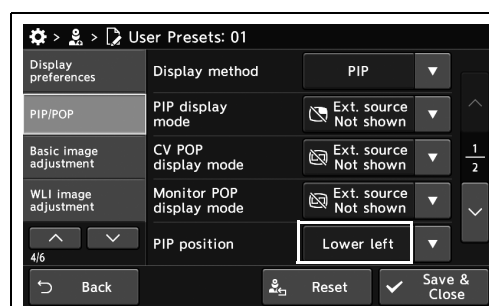 > > User Presets: 01
Display
preferences
Display method
PIP
PIP/POP
PIP display
mode
Ext. source
Not shown
Basic image
adjustment
CV POP
display mode
Ext. source
Not shown
1
2
WLI image
adjustment
Monitor POP
display mode
Ext. source
Not shown
4/6
PIP position
Lower left
Back
Reset
Save &
Close